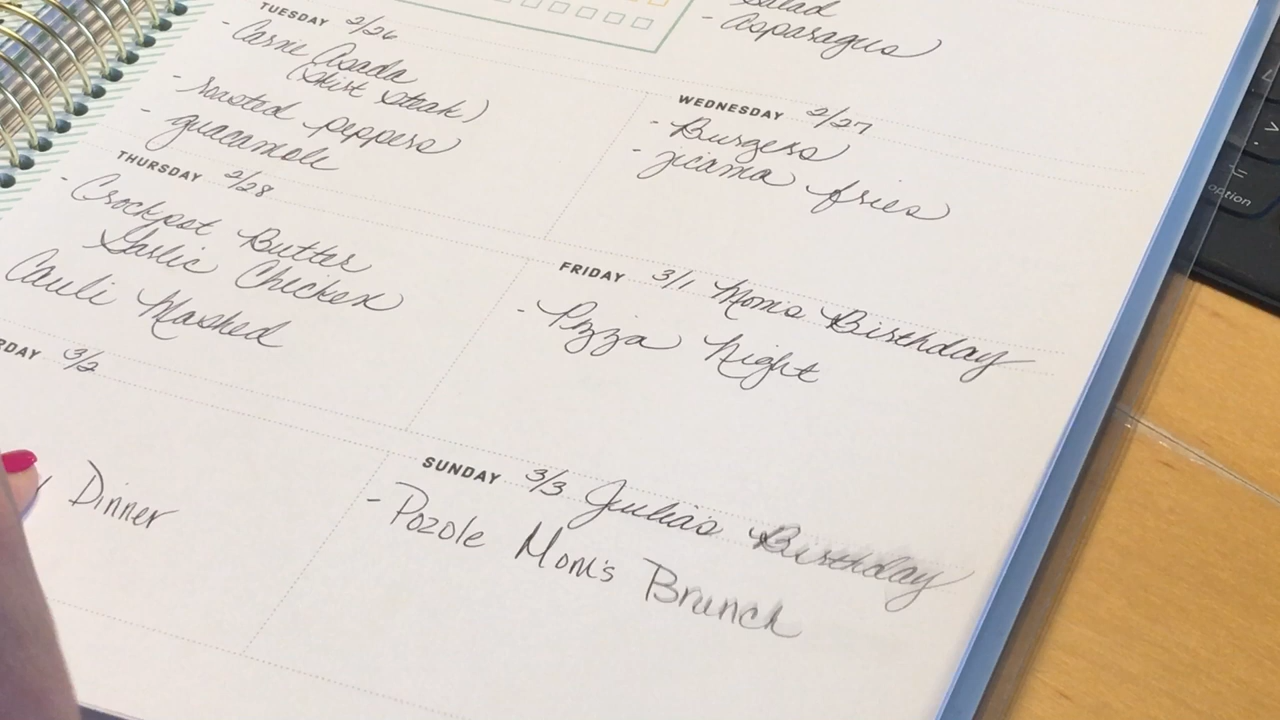 Salad
- Asparagus
TUESDAY 2/26
- Carne Asada
(Skirt Steak)
- roasted peppers
- guacamole
WEDNESDAY 2/27
- Burgers
- jicama fries
THURSDAY 2/28
- Crockpot Butter
Garlic Chicken
Cauli Mashed
FRIDAY 3/1 Moms Birthday
- Pizza Night
RDAY 3/2
Dinner
SUNDAY 3/3 Julia's Birthday
- Pozole Mom's Brunch
option